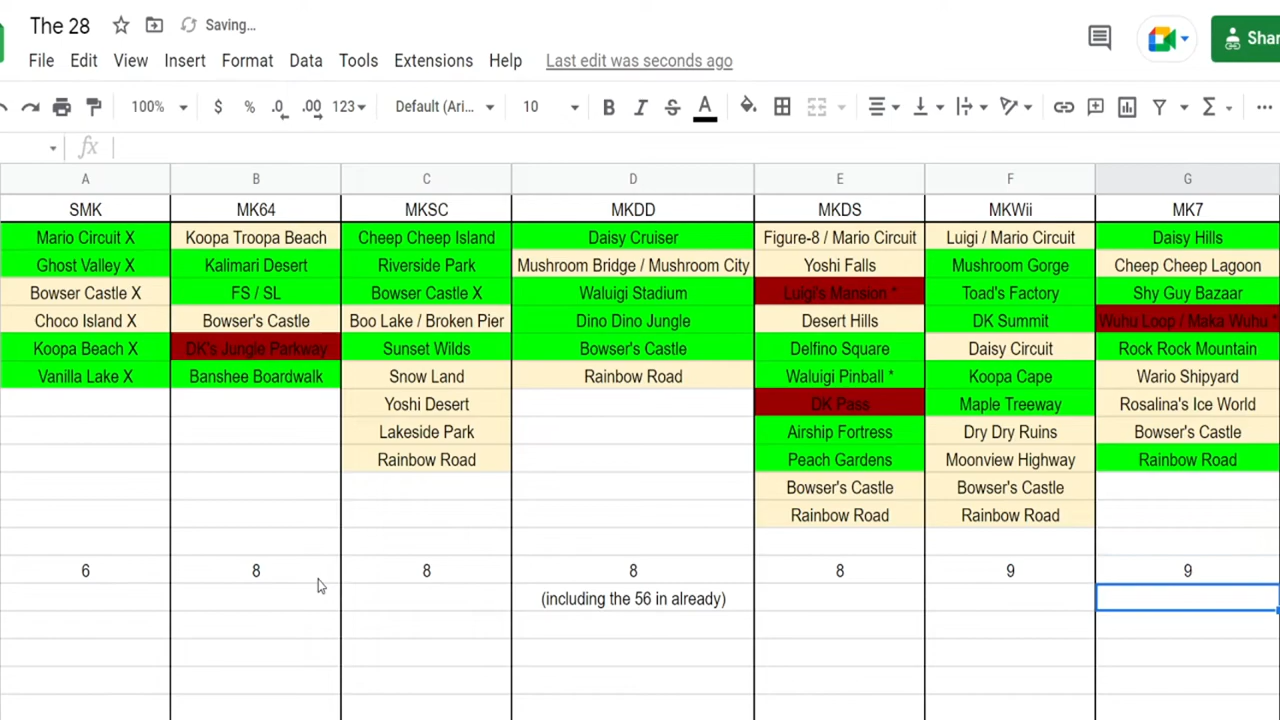 The 28 Saving…
File Edit View Insert Format Data Tools Extensions Help Last edit was seconds ago Shar
100% $ % .0 .00 123 Default (Ari... 10 B I S A
fx
A B C D E F G
SMK MK64 MKSC MKDD MKDS MKWii MK7
Mario Circuit X Koopa Troopa Beach Cheep Cheep Island Daisy Cruiser Figure-8 / Mario Circuit Luigi / Mario Circuit Daisy Hills
Ghost Valley X Kalimari Desert Riverside Park Mushroom Bridge / Mushroom City Yoshi Falls Mushroom Gorge Cheep Cheep Lagoon
Bowser Castle X FS / SL Bowser Castle X Waluigi Stadium Luigi's Mansion * Toad's Factory Shy Guy Bazaar
Choco Island X Bowser's Castle Boo Lake / Broken Pier Dino Dino Jungle Desert Hills DK Summit Wuhu Loop / Maka Wuhu *
Koopa Beach X DK's Jungle Parkway Sunset Wilds Bowser's Castle Delfino Square Daisy Circuit Rock Rock Mountain
Vanilla Lake X Banshee Boardwalk Snow Land Rainbow Road Waluigi Pinball * Koopa Cape Wario Shipyard
Yoshi Desert DK Pass Maple Treeway Rosalina's Ice World
Lakeside Park Airship Fortress Dry Dry Ruins Bowser's Castle
Rainbow Road Peach Gardens Moonview Highway Rainbow Road
Bowser's Castle Bowser's Castle
Rainbow Road Rainbow Road
6 8 8 8 8 9 9
(including the 56 in already)